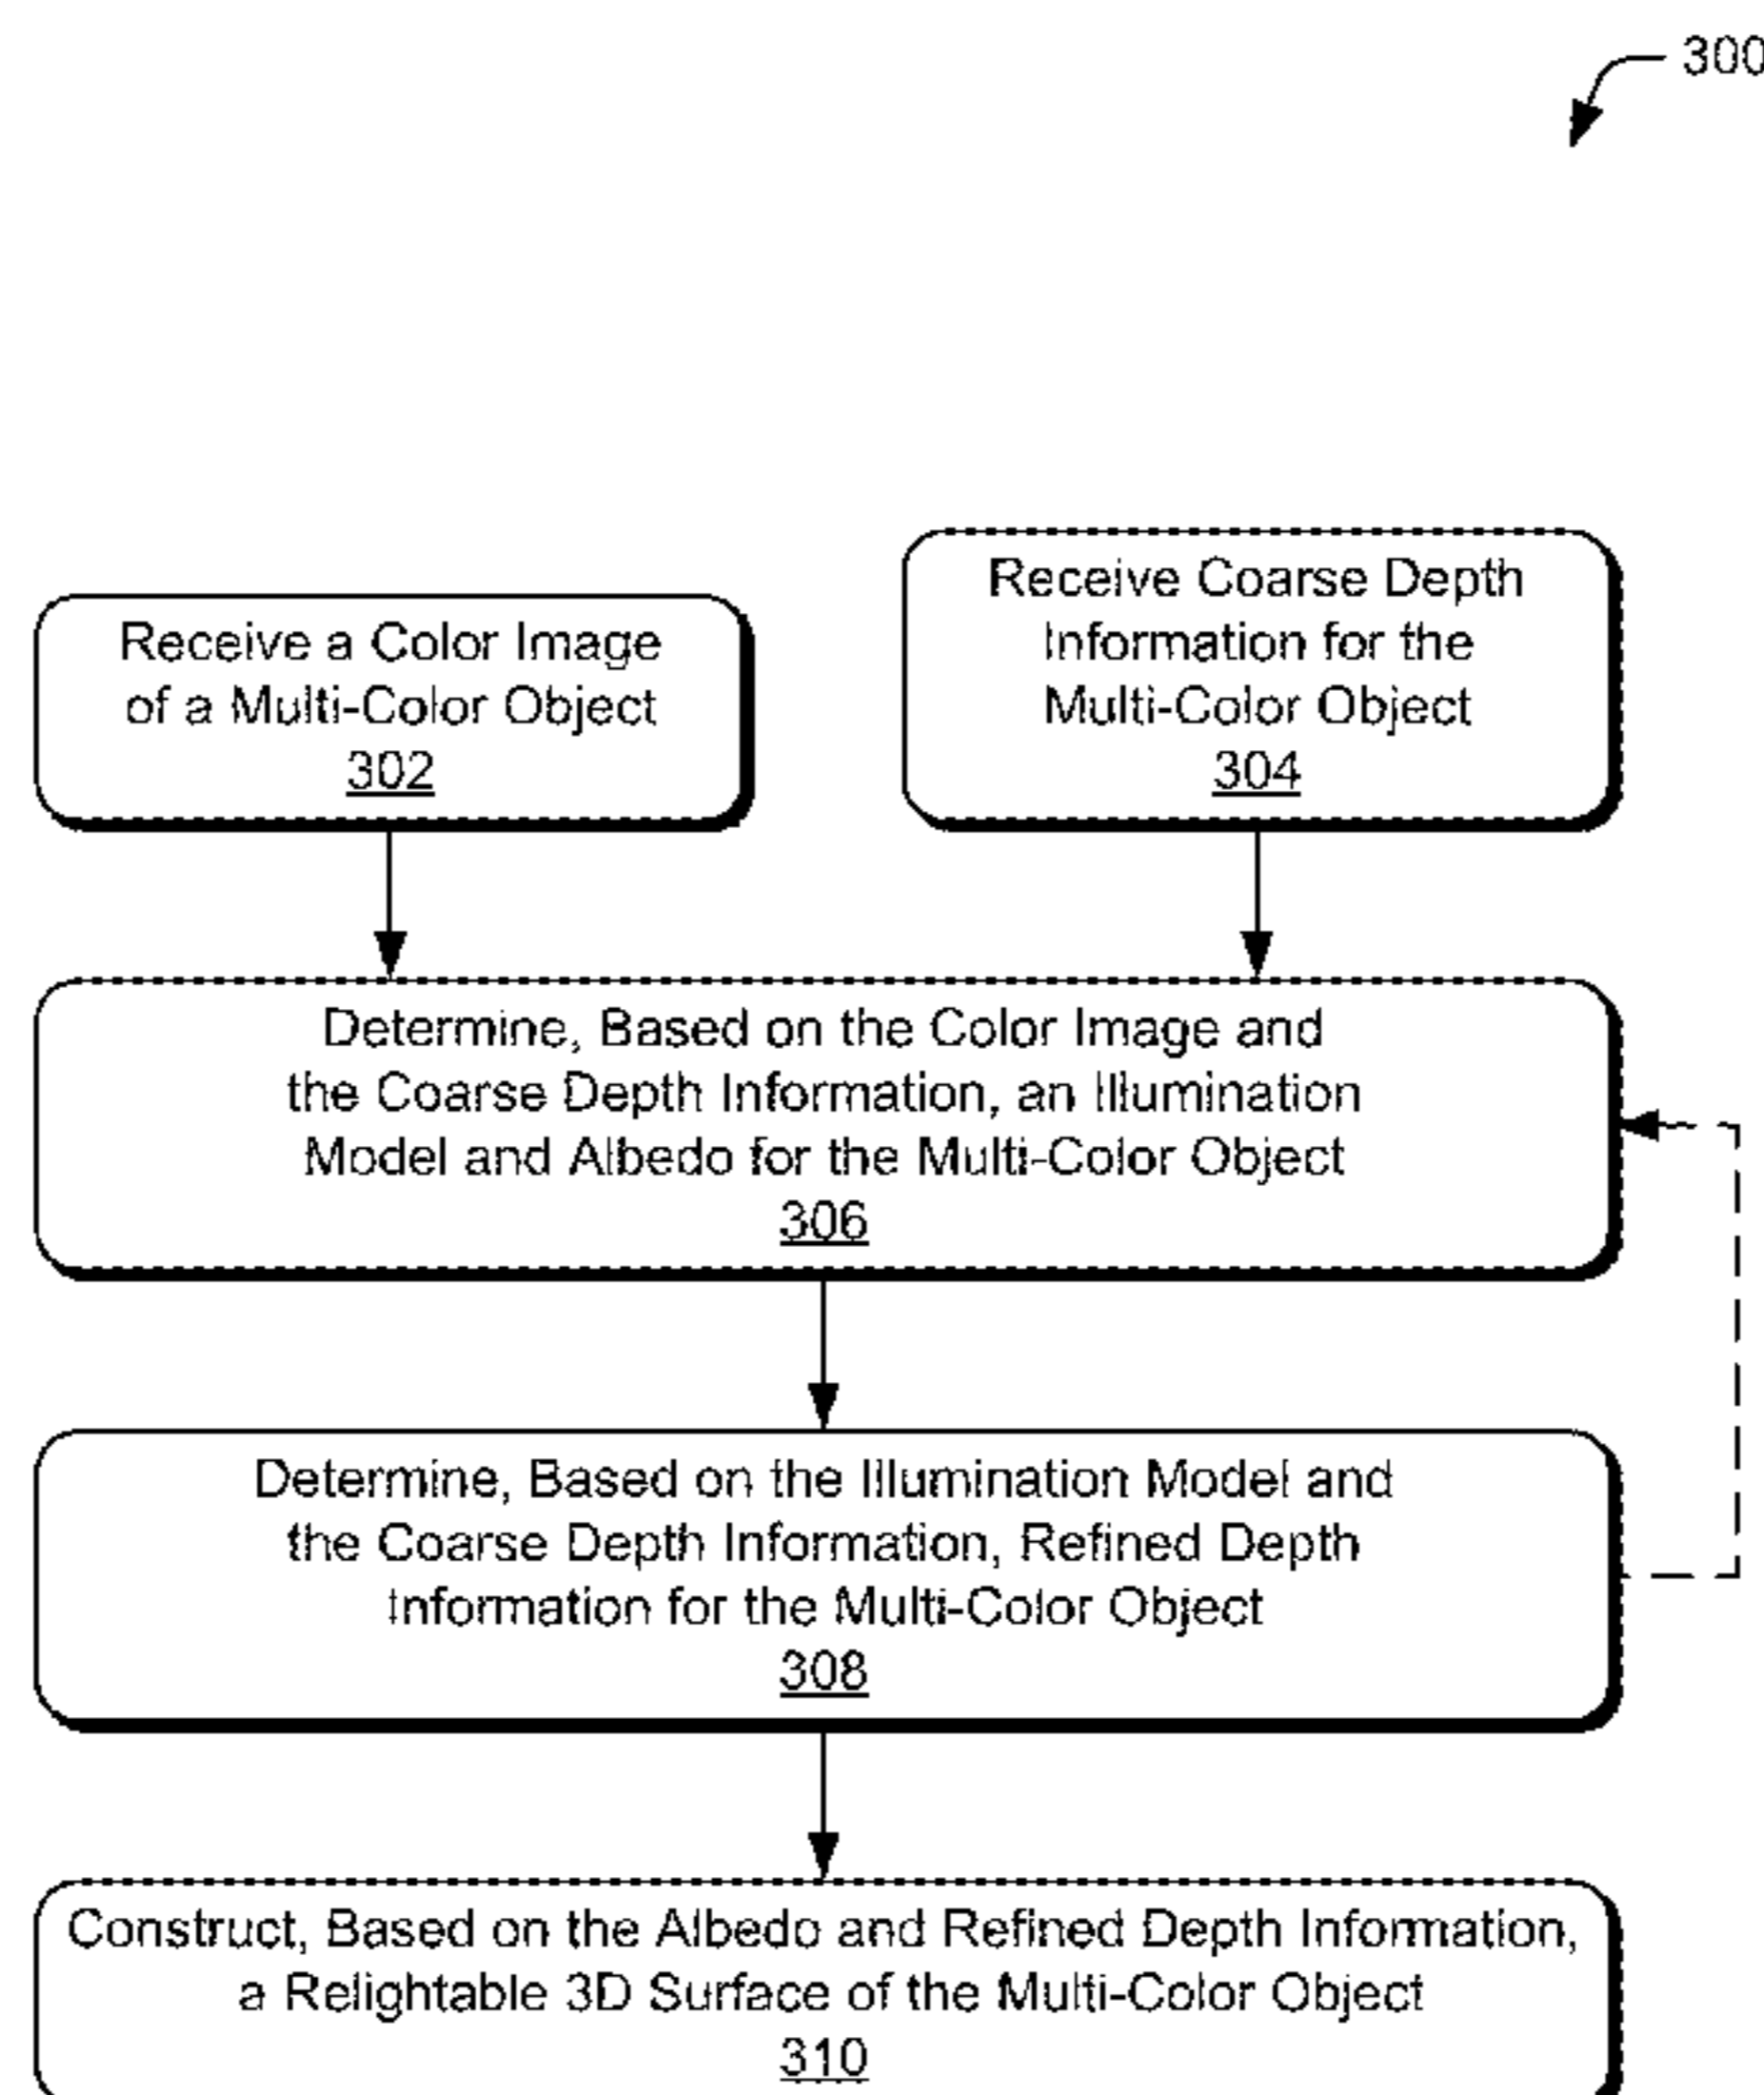 300
Receive a Color Image
of a Multi-Color Object
302
Receive Coarse Depth
Information for the
Multi-Color Object
304
Determine, Based on the Color Image and
the Coarse Depth Information, an Illumination
Model and Albedo for the Multi-Color Object
306
Determine, Based on the Illumination Model and
the Coarse Depth Information, Refined Depth
Information for the Multi-Color Object
308
Construct, Based on the Albedo and Refined Depth Information,
a Relightable 3D Surface of the Multi-Color Object
310